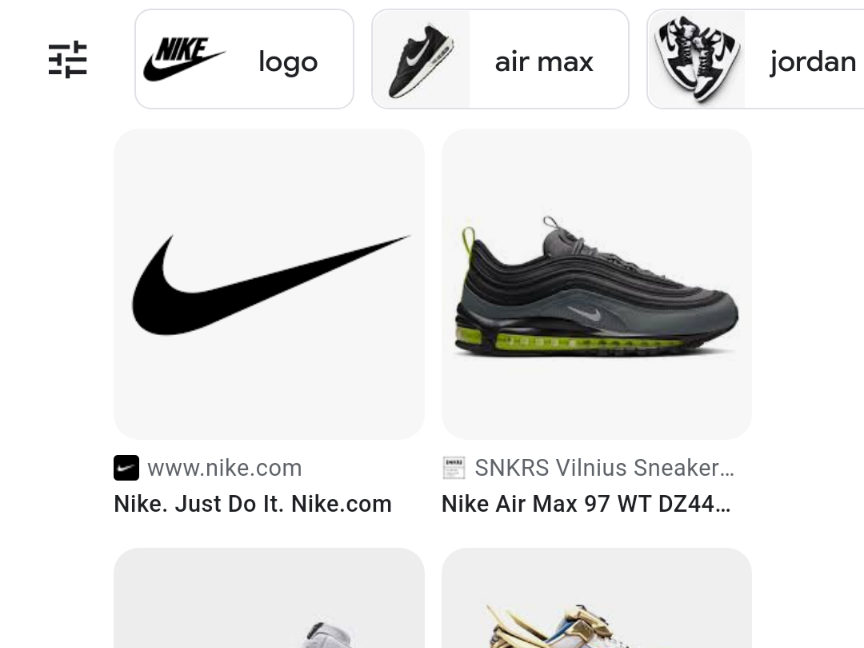 NIKE
logo
air max
jordan
www.nike.com
SNKRS Vilnius Sneaker...
Nike. Just Do It. Nike.com
Nike Air Max 97 WT DZ44...